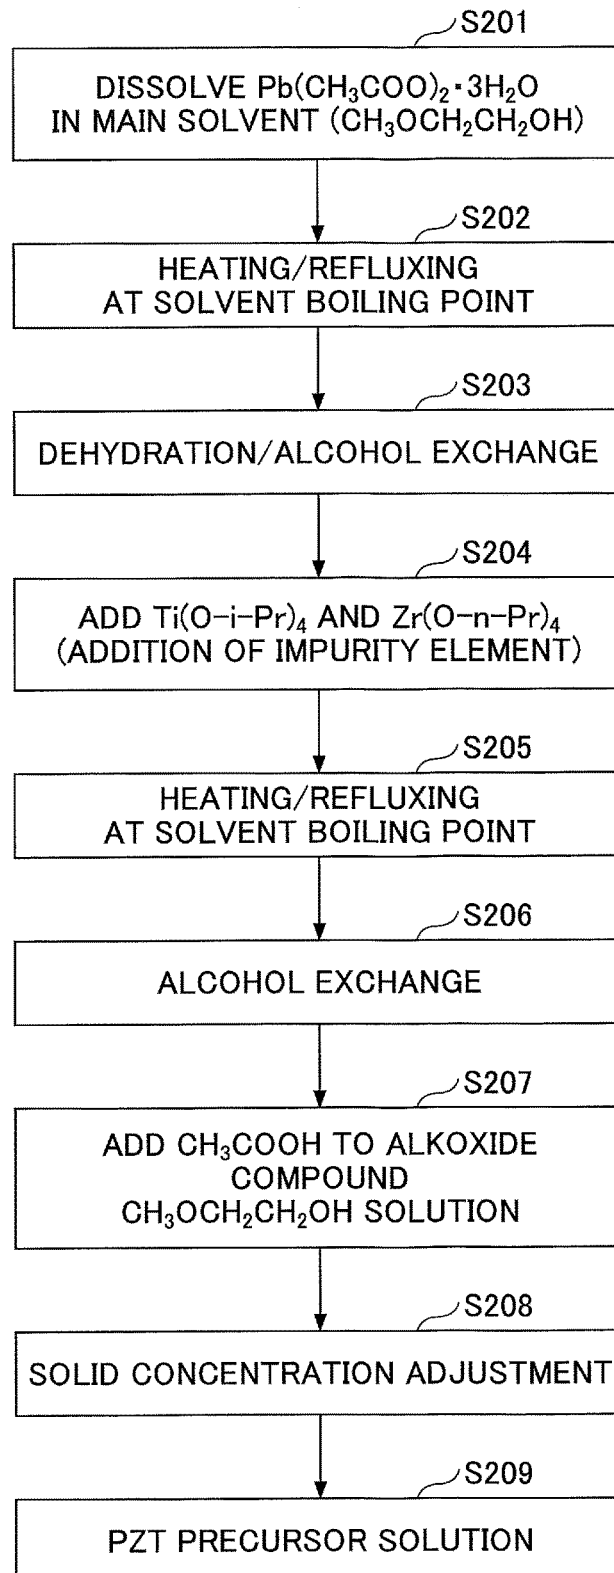 S201
DISSOLVE Pb(CH₃COO)₂·3H₂O
IN MAIN SOLVENT (CH₃OCH₂CH₂OH)
S202
HEATING/REFLUXING
AT SOLVENT BOILING POINT
S203
DEHYDRATION/ALCOHOL EXCHANGE
S204
ADD Ti(O-i-Pr)₄ AND Zr(O-n-Pr)₄
(ADDITION OF IMPURITY ELEMENT)
S205
HEATING/REFLUXING
AT SOLVENT BOILING POINT
S206
ALCOHOL EXCHANGE
S207
ADD CH₃COOH TO ALKOXIDE
COMPOUND
CH₃OCH₂CH₂OH SOLUTION
S208
SOLID CONCENTRATION ADJUSTMENT
S209
PZT PRECURSOR SOLUTION